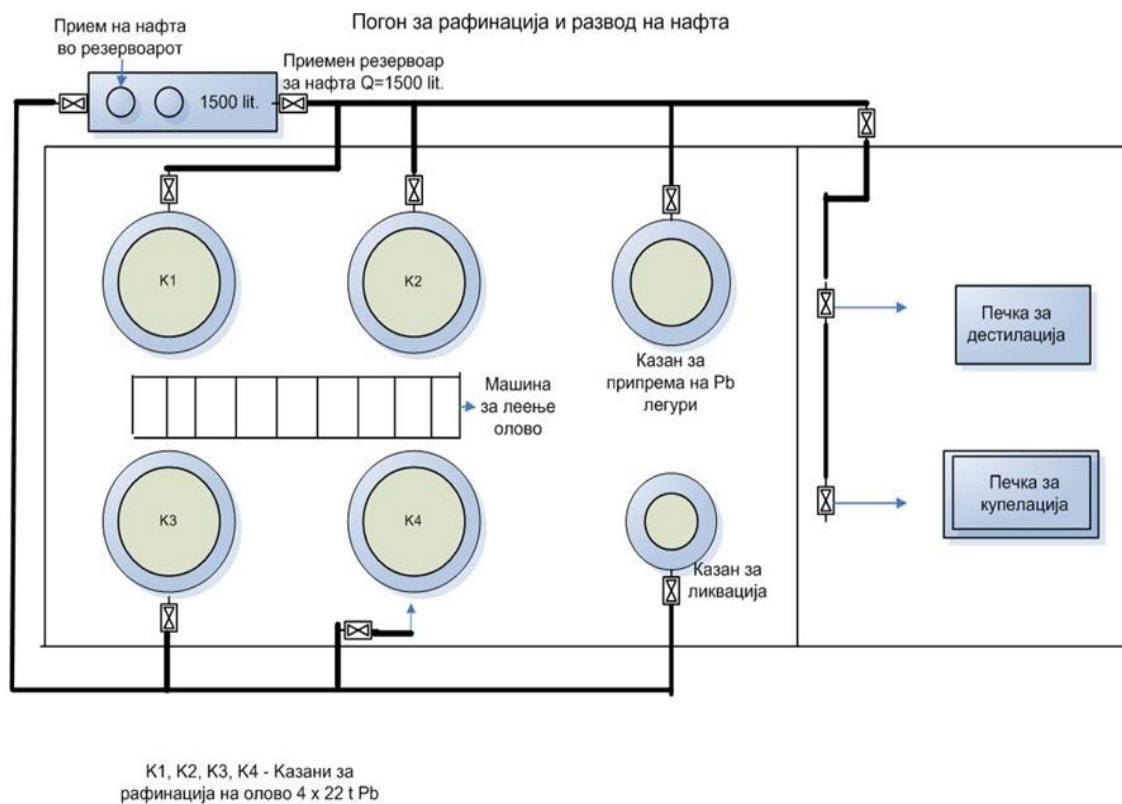 Погон за рафинација и развод на нафта
Прием на нафта
во резервоарот
Приемен резервоар
за нафта Q=1500 lit.
1500 lit.
K1
K2
Казан за
припрема на Pb
легури
Печка за
дестилација
Машина
за леење
олово
K3
K4
Казан за
ликвација
Печка за
купелација
K1, K2, K3, K4 - Казани за
рафинација на олово 4 x 22 t Pb